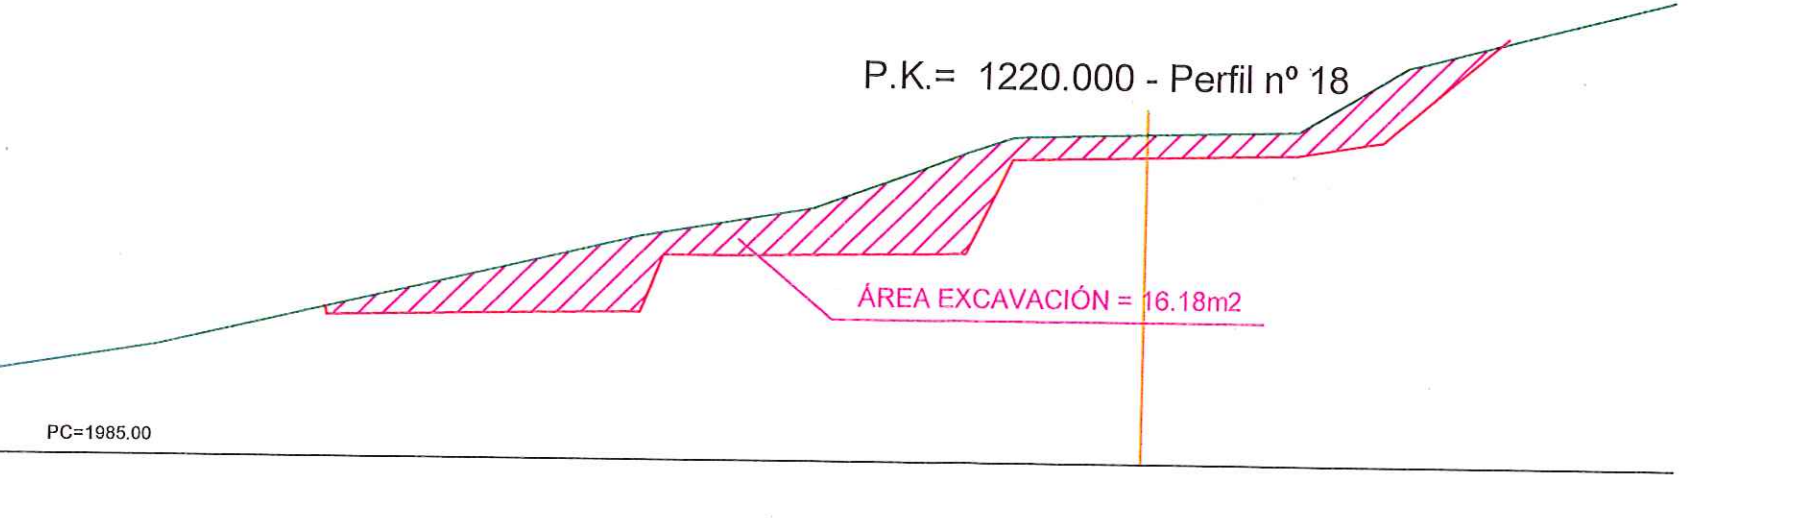 P.K.= 1220.000 - Perfil nº 18
ÁREA EXCAVACIÓN = 16.18m2
PC=1985.00